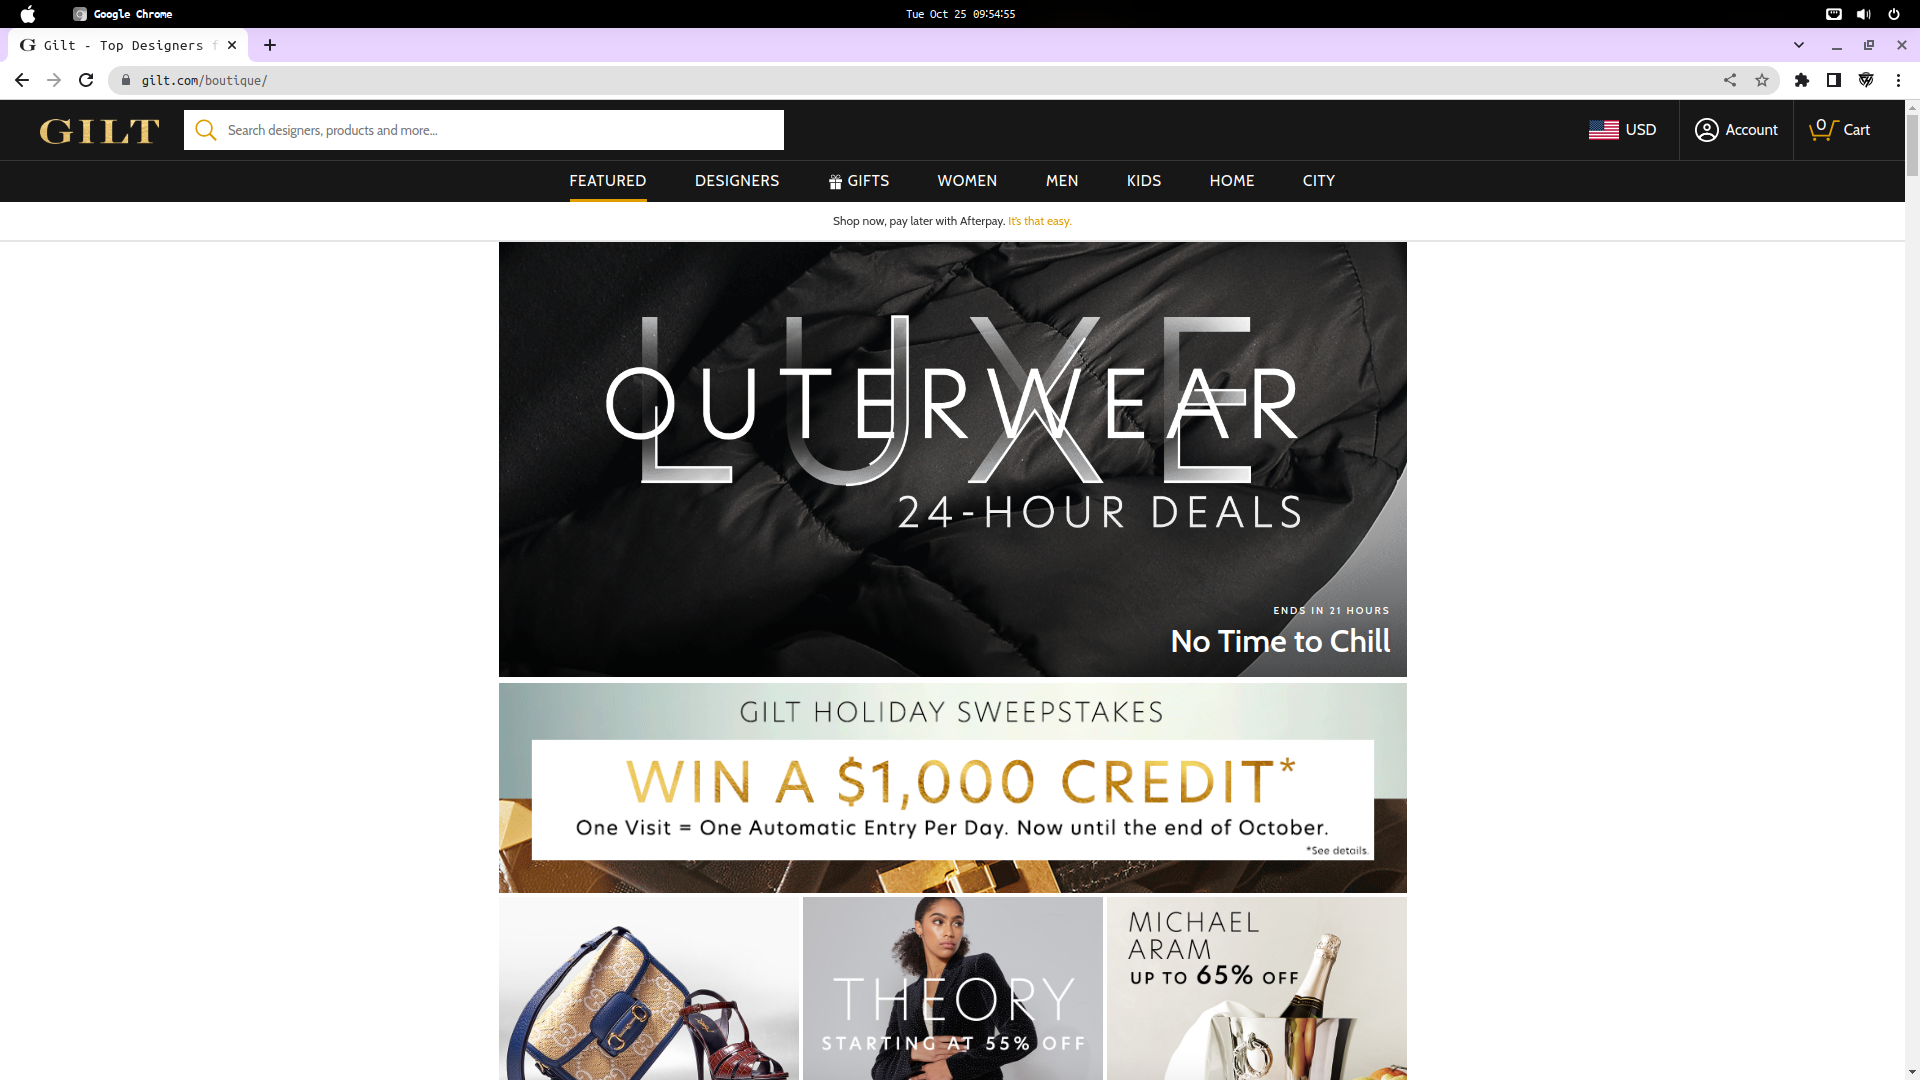 Google Chrome
Tue Oct 25 09:54:55
Gilt - Top Designers f
gilt.com/boutique/
GILT
Search designers, products and more...
USD
Account
0 Cart
FEATURED
DESIGNERS
GIFTS
WOMEN
MEN
KIDS
HOME
CITY
Shop now, pay later with Afterpay. It's that easy.
LUXE
OUTERWEAR
24-HOUR DEALS
ENDS IN 21 HOURS
No Time to Chill
GILT HOLIDAY SWEEPSTAKES
WIN A $1,000 CREDIT*
One Visit = One Automatic Entry Per Day. Now until the end of October.
*See details.
THEORY
STARTING AT 55% OFF
MICHAEL
ARAM
UP TO 65% OFF